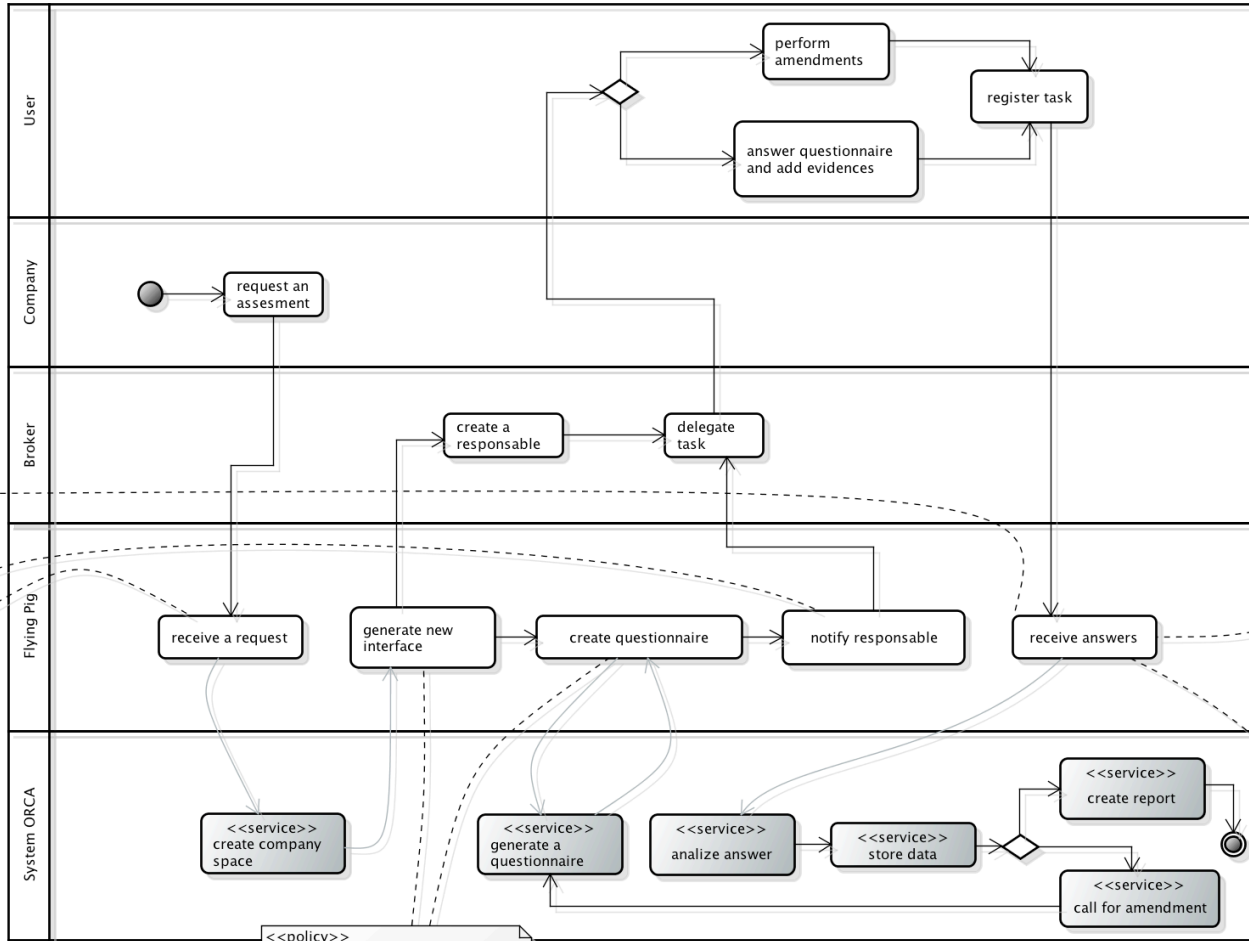 User
perform
amendments
register task
answer questionnaire
and add evidences
Company
request an
assesment
Broker
create a
responsable
delegate
task
Flying Pig
receive a request
generate new
interface
create questionnaire
notify responsable
receive answers
System ORCA
<<service>>
create company
space
<<service>>
generate a
questionnaire
<<service>>
analize answer
<<service>>
store data
<<service>>
create report
<<service>>
call for amendment
<<policy>>